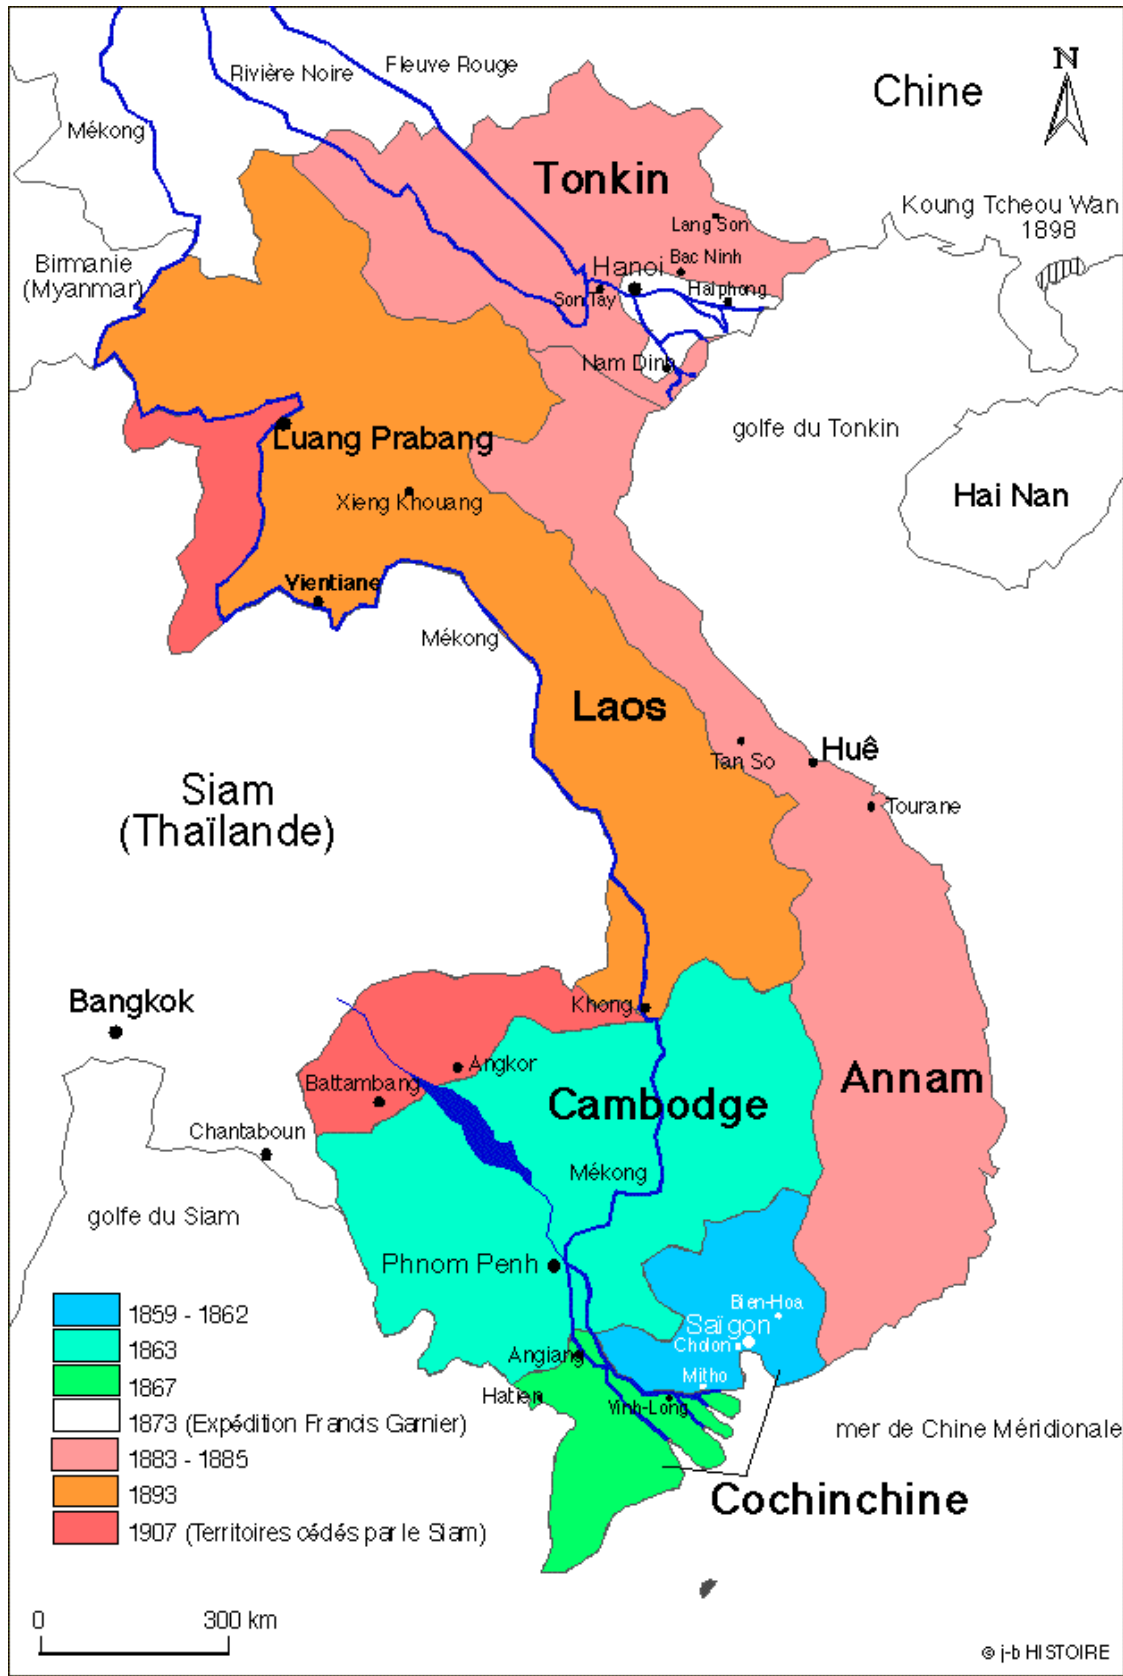 N
Chine
Fleuve Rouge
Rivière Noire
Mékong
Tonkin
Koung Tcheou Wan
1898
Lang Son
Bac Ninh
Birmanie
(Myanmar)
Hanoi
Son Tay
Haïphong
Nam Dinh
golfe du Tonkin
Luang Prabang
Hai Nan
Xieng Khouang
Vientiane
Mékong
Laos
Huê
Tan So
Siam
(Thaïlande)
Tourane
Bangkok
Khong
Angkor
Battambang
Cambodge
Annam
Chantaboun
Mékong
golfe du Siam
Phnom Penh
Bien-Hoa
Saïgon
Cholon
Angiang
Mitho
Hatien
Vinh-Long
mer de Chine Méridionale
Cochinchine
1859 - 1862
1863
1867
1873 (Expédition Francis Garnier)
1883 - 1885
1893
1907 (Territoires cédés par le Siam)
0 300 km
© j-b HISTOIRE